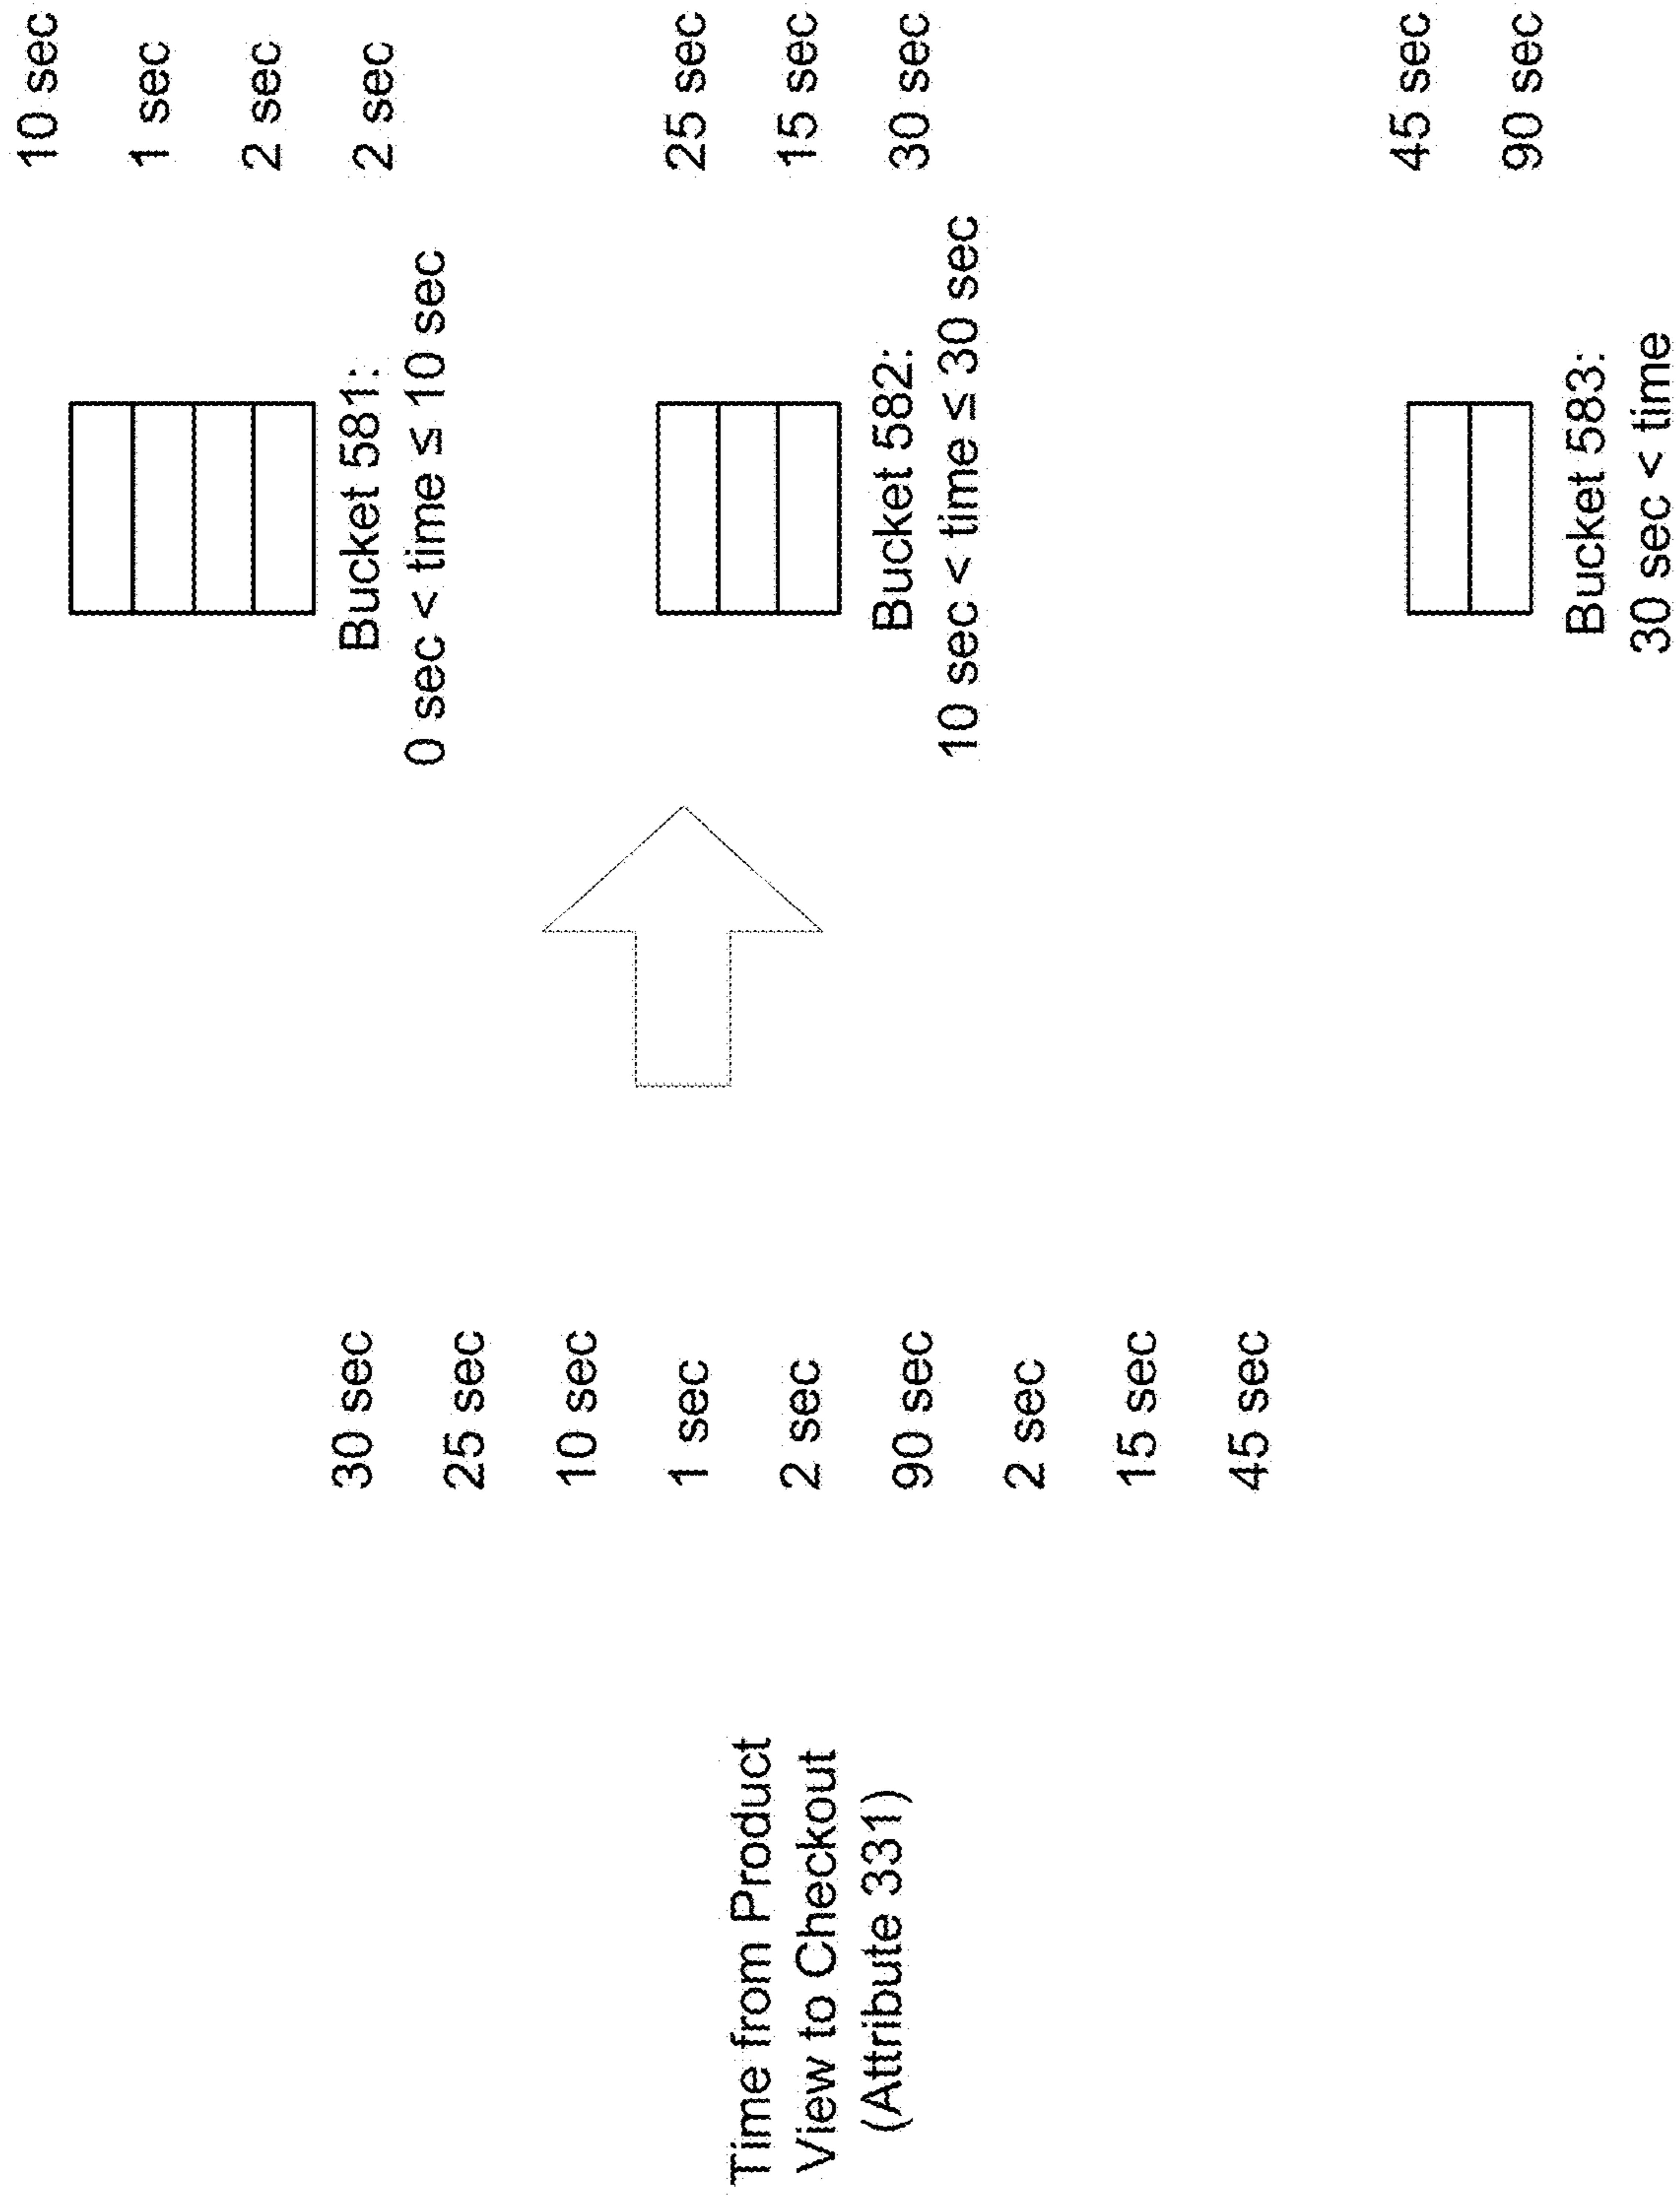 Time from Product
View to Checkout
(Attribute 331)
30 sec
25 sec
10 sec
1 sec
2 sec
90 sec
2 sec
15 sec
45 sec
Bucket 581:
0 sec < time ≤ 10 sec
10 sec
1 sec
2 sec
2 sec
Bucket 582:
10 sec < time ≤ 30 sec
25 sec
15 sec
30 sec
Bucket 583:
30 sec < time
45 sec
90 sec